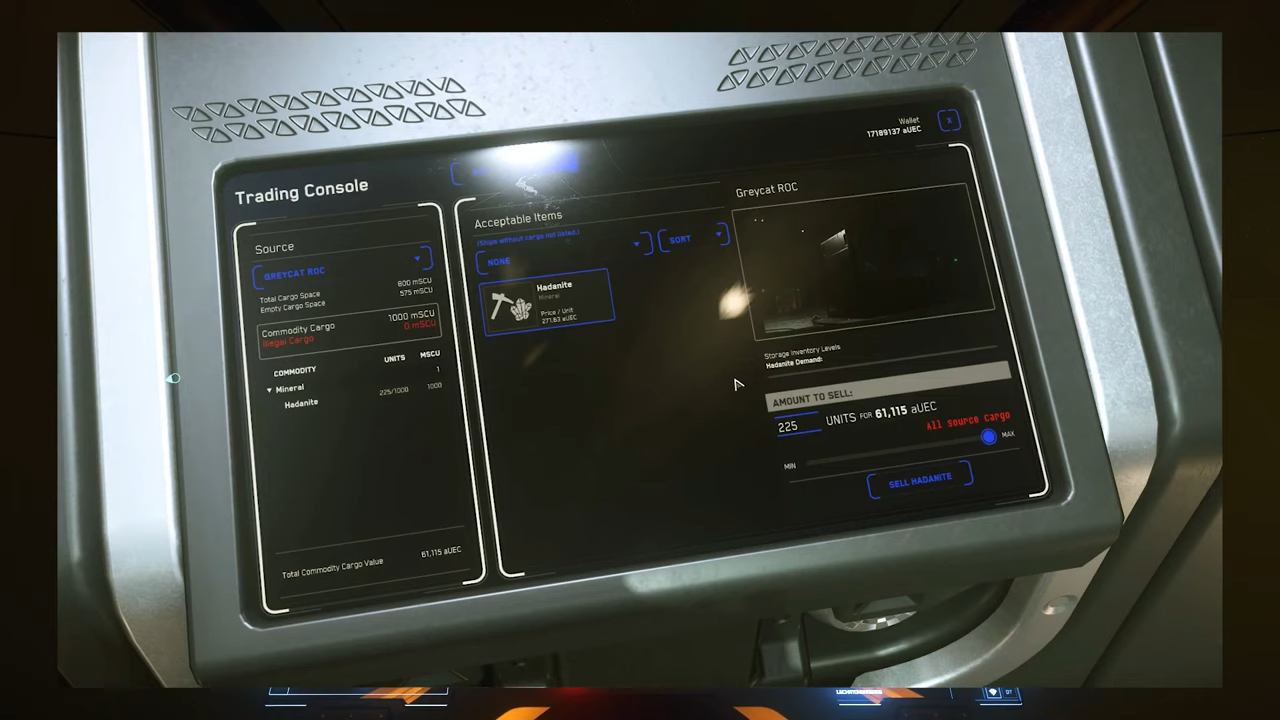 Wallet
17189137 aUEC
X
Trading Console
Source
GREYCAT ROC
Total Cargo Space 800 mSCU
Empty Cargo Space 575 mSCU
Commodity Cargo 1000 mSCU
Illegal Cargo 0 mSCU
COMMODITY UNITS MSCU
Mineral 1
Hadanite 225/1000 1000
Total Commodity Cargo Value 61,115 aUEC
Acceptable Items
(Ships without cargo not listed.)
NONE
SORT
Hadanite
Mineral
Price / Unit
271.63 aUEC
Greycat ROC
Storage Inventory Levels
Hadanite Demand:
AMOUNT TO SELL:
225 UNITS FOR 61,115 aUEC
All source cargo
MIN MAX
SELL HADANITE